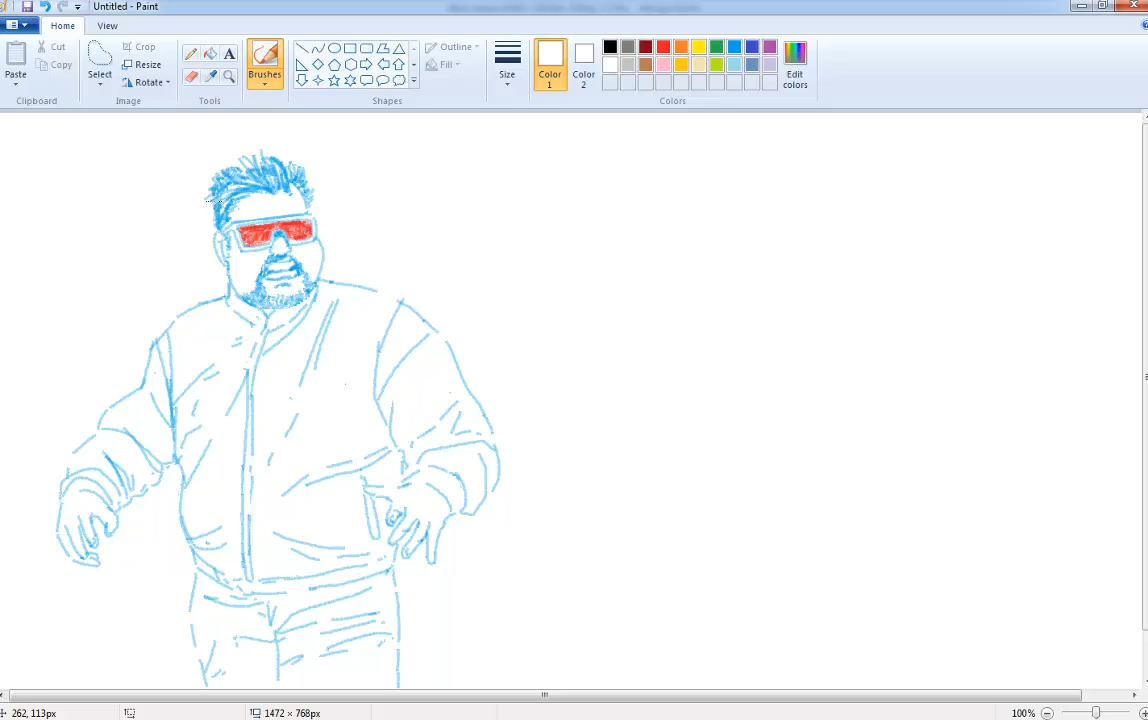 Untitled - Paint
Home View
Paste
Cut
Copy
Clipboard
Select
Crop
Resize
Rotate
Image
A
Tools
Brushes
Outline
Fill
Shapes
Size
Color 1
Color 2
Edit colors
Colors
262, 113px
1472 × 768px
100%